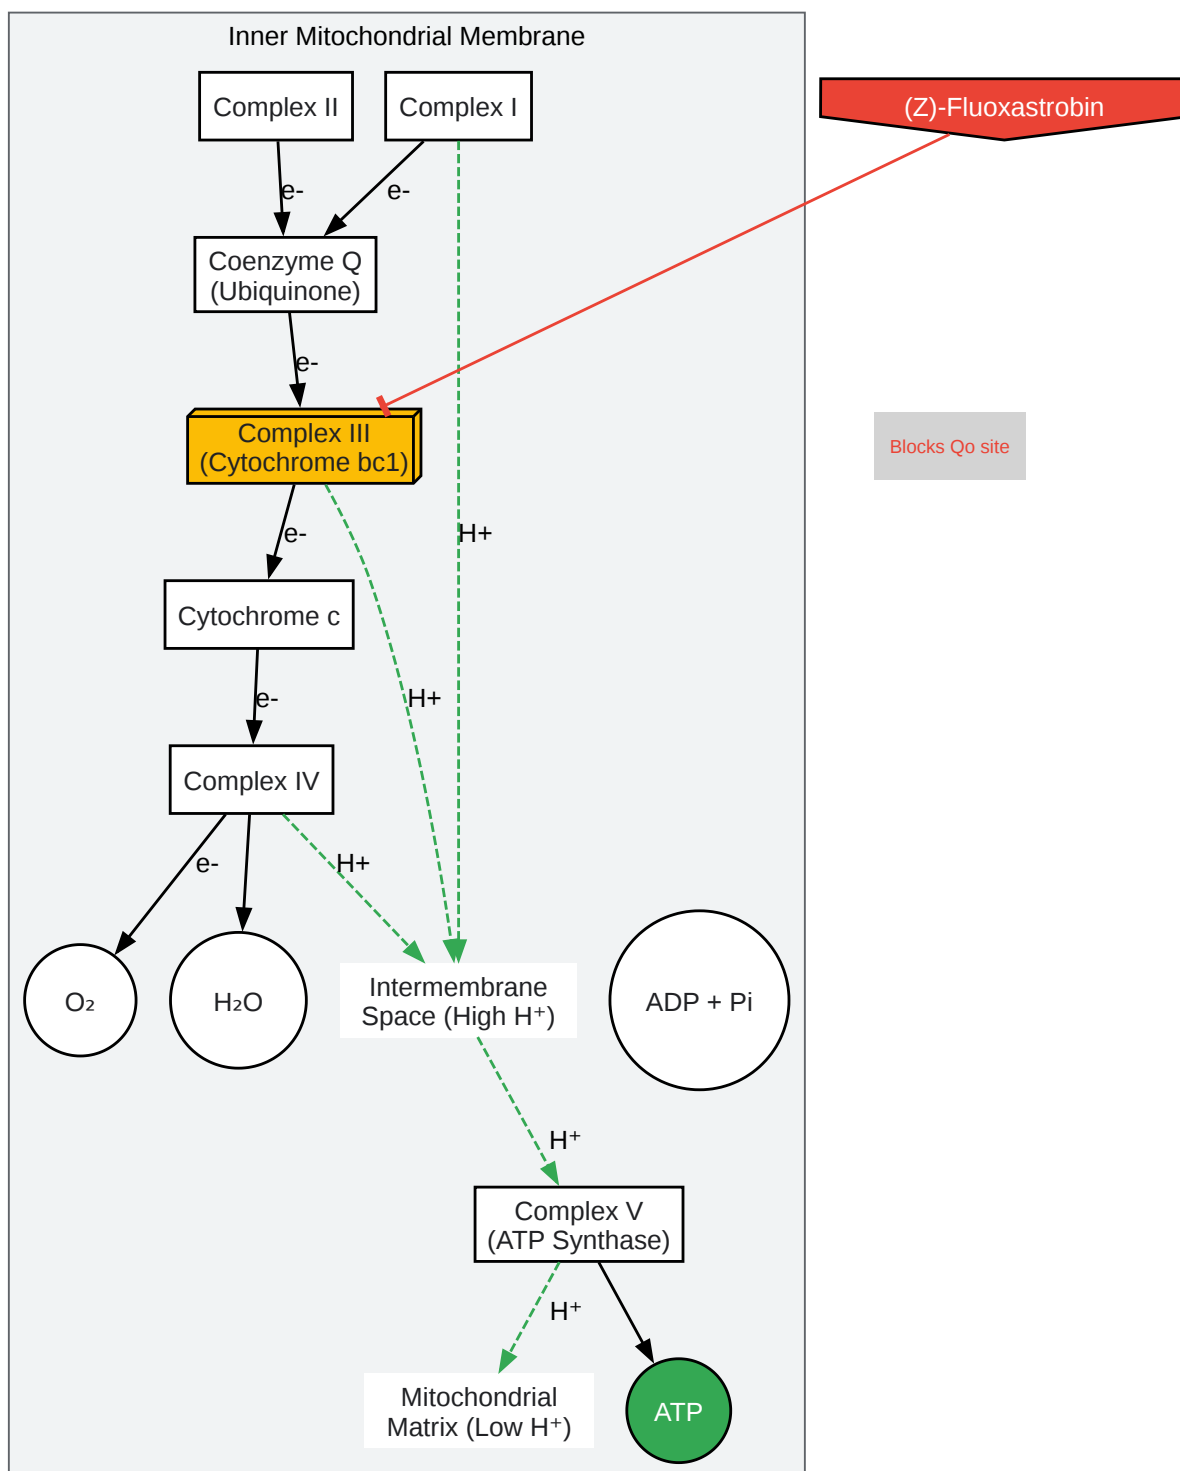 Inner Mitochondrial Membrane
Complex II
Complex I
(Z)-Fluoxastrobin
e-
e-
Coenzyme Q
(Ubiquinone)
e-
Complex III
(Cytochrome bc1)
Blocks Qo site
e-
H+
Cytochrome c
e-
H+
Complex IV
e-
H+
O₂
H₂O
Intermembrane
Space (High H⁺)
ADP + Pi
H⁺
Complex V
(ATP Synthase)
H⁺
Mitochondrial
Matrix (Low H⁺)
ATP